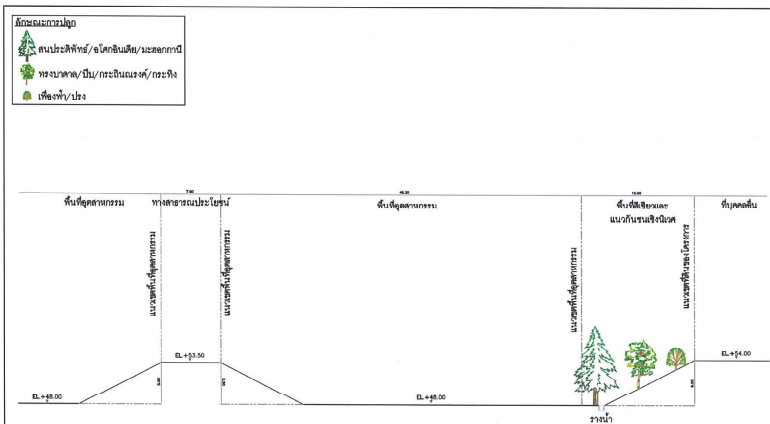 ลักษณะการปลูก
สนประดิพัทธ์/อโศกอินเดีย/มะฮอกกานี
ทรงบาดาล/ปีบ/กระถินณรงค์/กระทิง
เฟื่องฟ้า/ปรง
7.60
15.00
พื้นที่อุตสาหกรรม
ทางสาธารณประโยชน์
พื้นที่อุตสาหกรรม
พื้นที่สีเขียวและ
แนวกันชนเชิงนิเวศ
ที่บุคคลอื่น
แนวเขตพื้นที่อุตสาหกรรม
แนวเขตพื้นที่อุตสาหกรรม
แนวเขตพื้นที่อุตสาหกรรม
แนวเขตที่ดินของโครงการ
EL.+53.50
EL.+54.00
EL.+48.00
EL.+48.00
รางน้ำ